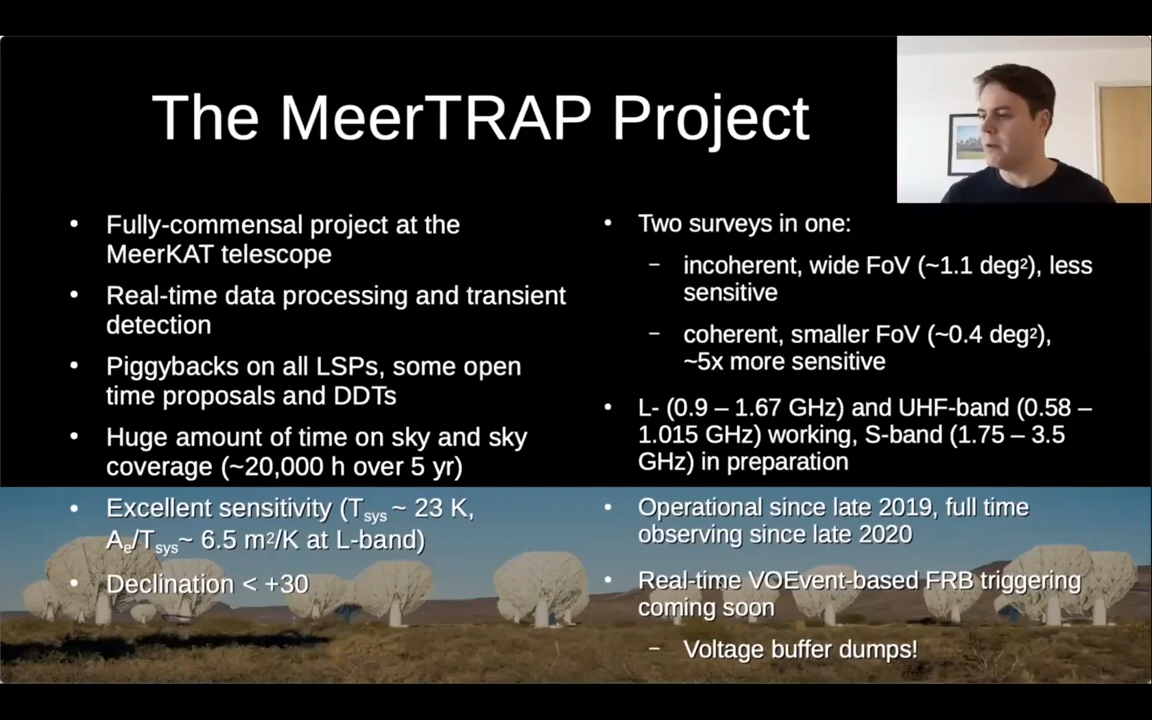 The MeerTRAP Project
• Fully-commensal project at the
MeerKAT telescope
• Real-time data processing and transient
detection
• Piggybacks on all LSPs, some open
time proposals and DDTs
• Huge amount of time on sky and sky
coverage (~20,000 h over 5 yr)
• Excellent sensitivity (Tsys ~ 23 K,
Ae/Tsys~ 6.5 m²/K at L-band)
• Declination < +30
• Two surveys in one:
– incoherent, wide FoV (~1.1 deg²), less
sensitive
– coherent, smaller FoV (~0.4 deg²),
~5x more sensitive
• L- (0.9 – 1.67 GHz) and UHF-band (0.58 –
1.015 GHz) working, S-band (1.75 – 3.5
GHz) in preparation
• Operational since late 2019, full time
observing since late 2020
• Real-time VOEvent-based FRB triggering
coming soon
– Voltage buffer dumps!